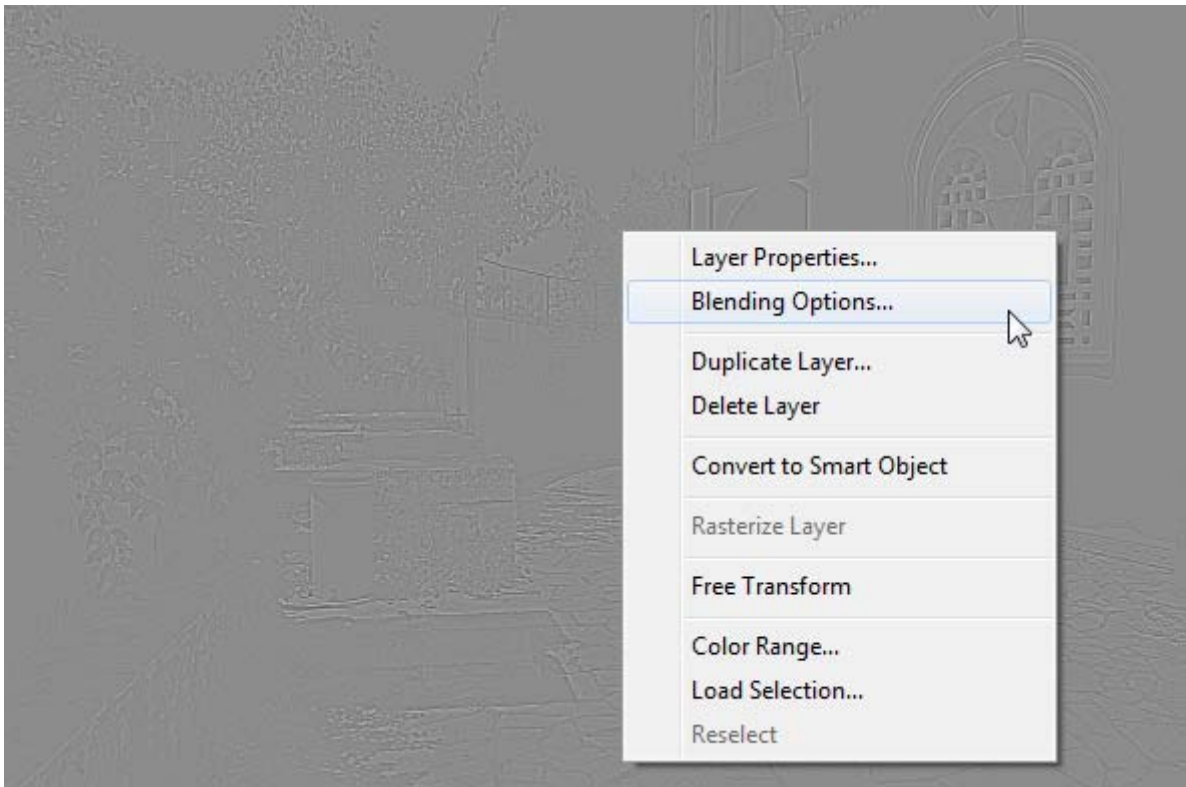 Layer Properties...
Blending Options...
Duplicate Layer...
Delete Layer
Convert to Smart Object
Rasterize Layer
Free Transform
Color Range...
Load Selection...
Reselect